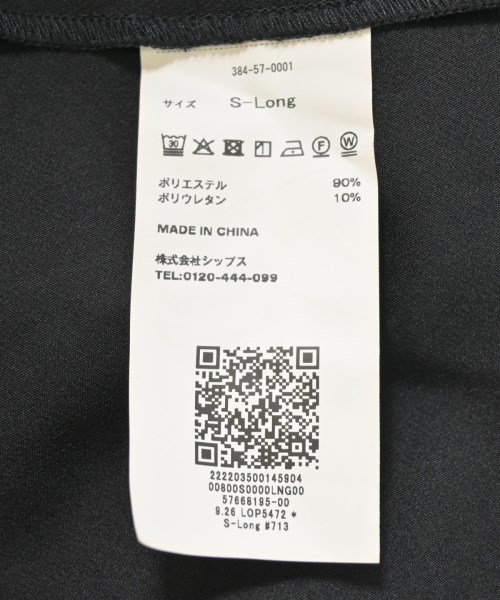 384-57-0001
サイズ S-Long
30 F W
ポリエステル 90%
ポリウレタン 10%
MADE IN CHINA
株式会社シップス
TEL:0120-444-099
222203500145904
00800S0000LNG00
57668195-00
9.26 LOP5472 *
S-Long #713